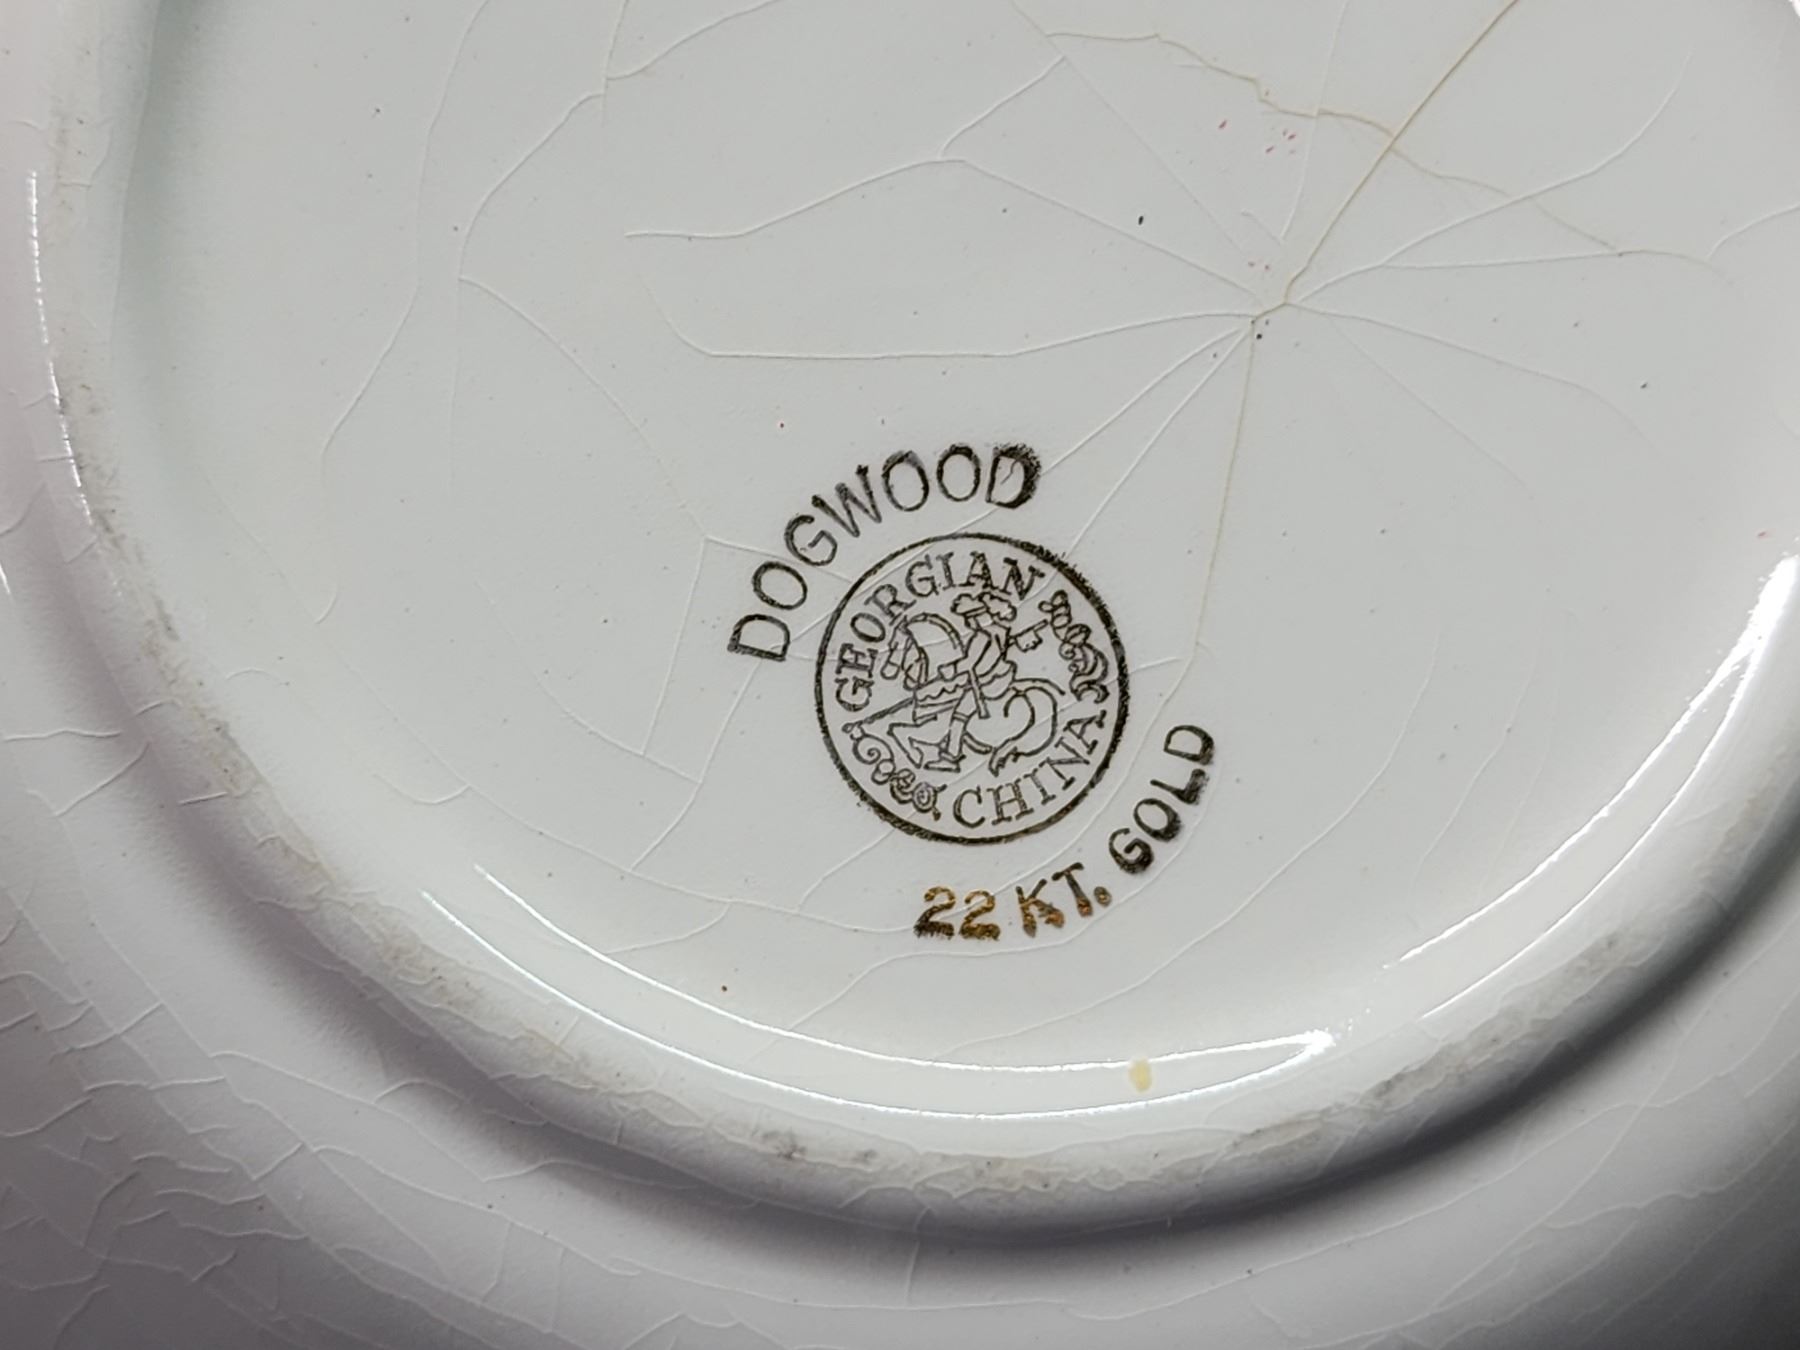 DOGWOOD
GEORGIAN
CHINA
22 KT. GOLD